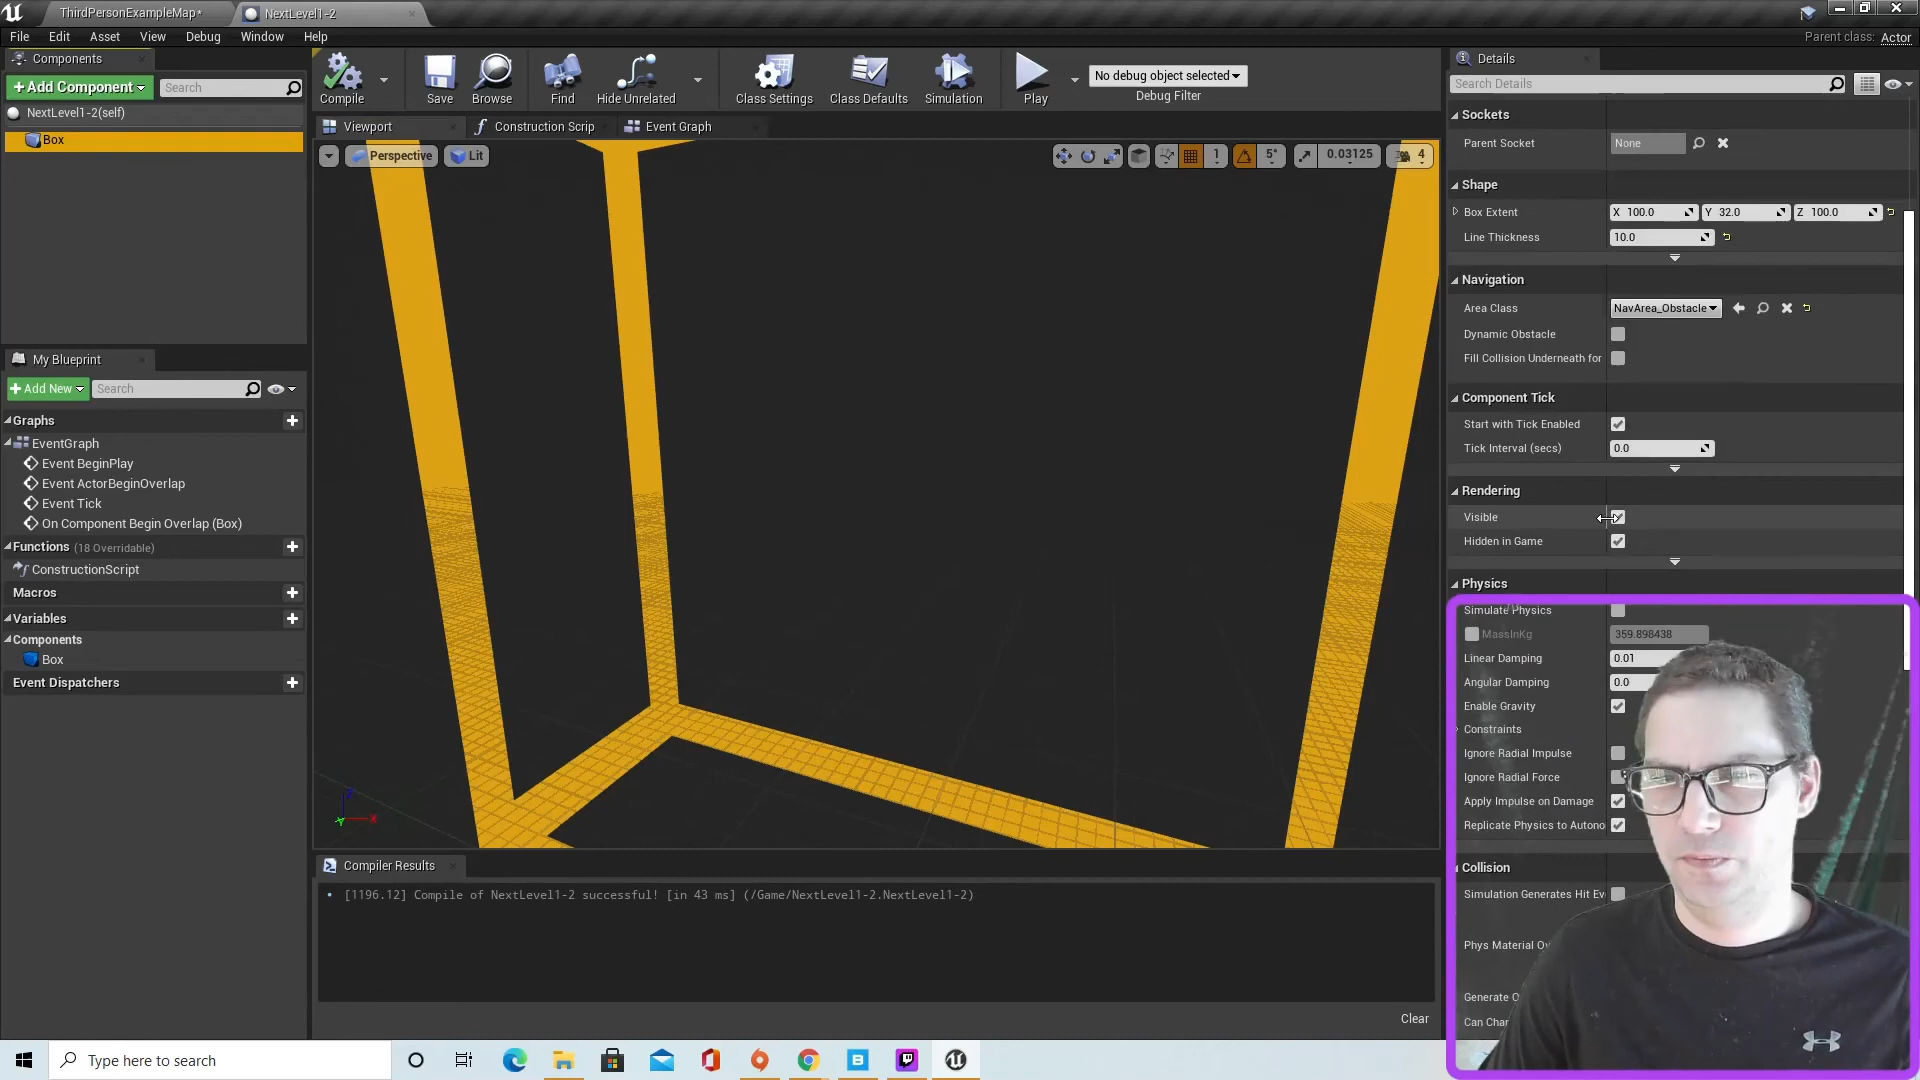 ThirdPersonExampleMap*
NextLevel1-2
File Edit Asset View Debug Window Help
Parent class: Actor
Components
+Add Component
Search
NextLevel1-2(self)
Box
Compile
Save
Browse
Find
Hide Unrelated
Class Settings
Class Defaults
Simulation
Play
No debug object selected
Debug Filter
Viewport
Construction Scrip
Event Graph
Perspective
Lit
1
5°
0.03125
4
My Blueprint
+Add New
Search
Graphs
EventGraph
Event BeginPlay
Event ActorBeginOverlap
Event Tick
On Component Begin Overlap (Box)
Functions (18 Overridable)
ConstructionScript
Macros
Variables
Components
Box
Event Dispatchers
Compiler Results
[1196.12] Compile of NextLevel1-2 successful! [in 43 ms] (/Game/NextLevel1-2.NextLevel1-2)
Clear
Details
Search Details
Sockets
Parent Socket None
Shape
Box Extent X 100.0 Y 32.0 Z 100.0
Line Thickness 10.0
Navigation
Area Class NavArea_Obstacle
Dynamic Obstacle
Fill Collision Underneath for
Component Tick
Start with Tick Enabled
Tick Interval (secs) 0.0
Rendering
Visible
Hidden in Game
Physics
Simulate Physics
MassInKg 359.898438
Linear Damping 0.01
Angular Damping 0.0
Enable Gravity
Constraints
Ignore Radial Impulse
Ignore Radial Force
Apply Impulse on Damage
Replicate Physics to Autono
Collision
Simulation Generates Hit Ev
Phys Material Ov
Generate O
Can Char
Type here to search